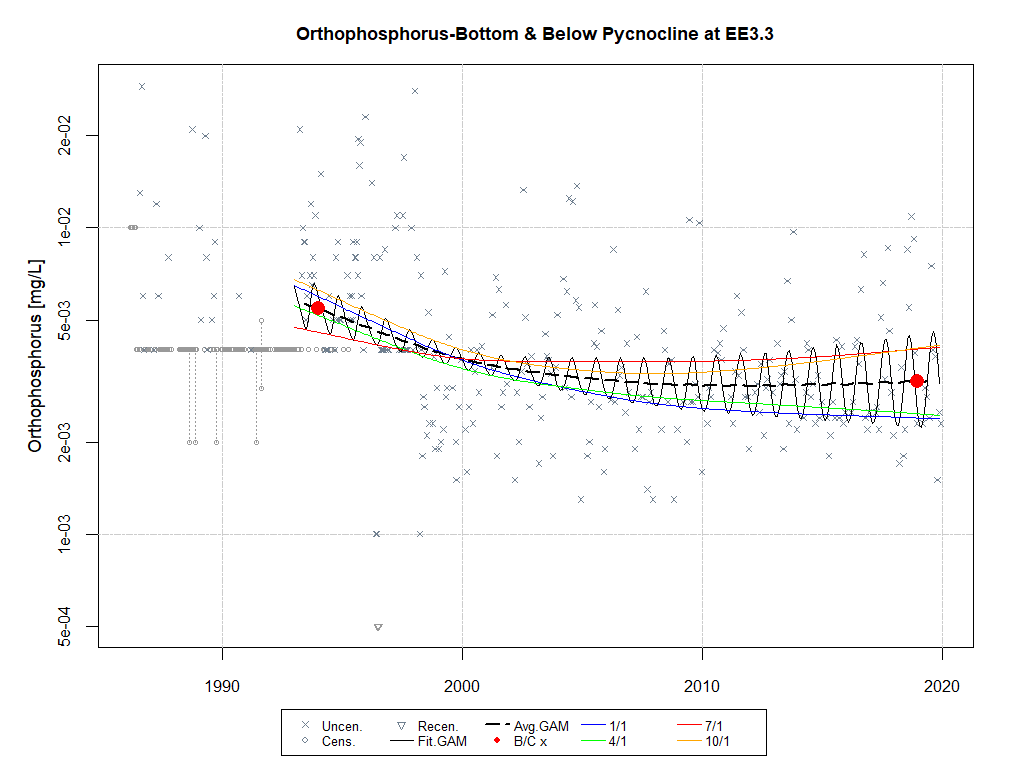 Orthophosphorus-Bottom & Below Pycnocline at EE3.3
Orthophosphorus [mg/L]
2e-02
1e-02
5e-03
2e-03
1e-03
5e-04
1990 2000 2010 2020
Uncen. Recen. Avg.GAM 1/1 7/1
Cens. Fit.GAM B/C x 4/1 10/1